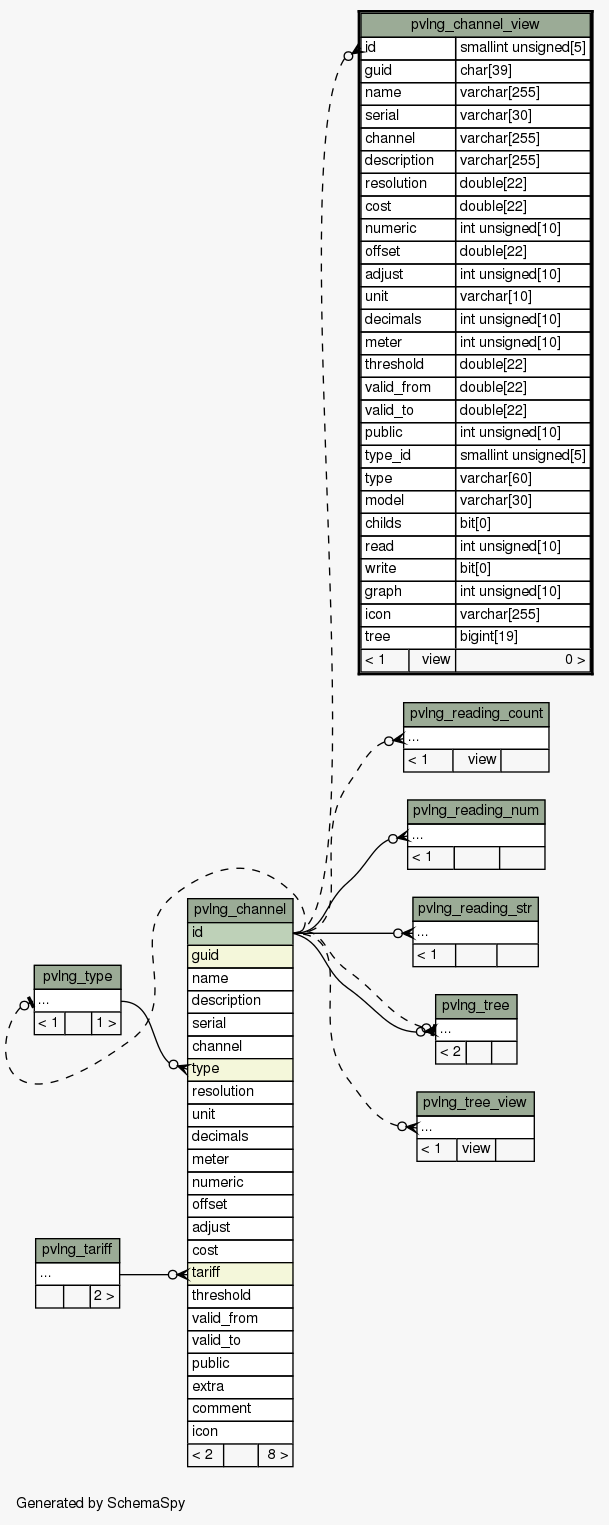 pvlng_channel_view
id smallint unsigned[5]
guid char[39]
name varchar[255]
serial varchar[30]
channel varchar[255]
description varchar[255]
resolution double[22]
cost double[22]
numeric int unsigned[10]
offset double[22]
adjust int unsigned[10]
unit varchar[10]
decimals int unsigned[10]
meter int unsigned[10]
threshold double[22]
valid_from double[22]
valid_to double[22]
public int unsigned[10]
type_id smallint unsigned[5]
type varchar[60]
model varchar[30]
childs bit[0]
read int unsigned[10]
write bit[0]
graph int unsigned[10]
icon varchar[255]
tree bigint[19]
< 1 view 0 >
pvlng_reading_count
...
< 1 view
pvlng_reading_num
...
< 1
pvlng_reading_str
...
< 1
pvlng_tree
...
< 2
pvlng_tree_view
...
< 1 view
pvlng_channel
id
guid
name
description
serial
channel
type
resolution
unit
decimals
meter
numeric
offset
adjust
cost
tariff
threshold
valid_from
valid_to
public
extra
comment
icon
< 2 8 >
pvlng_type
...
< 1 1 >
pvlng_tariff
...
2 >
Generated by SchemaSpy